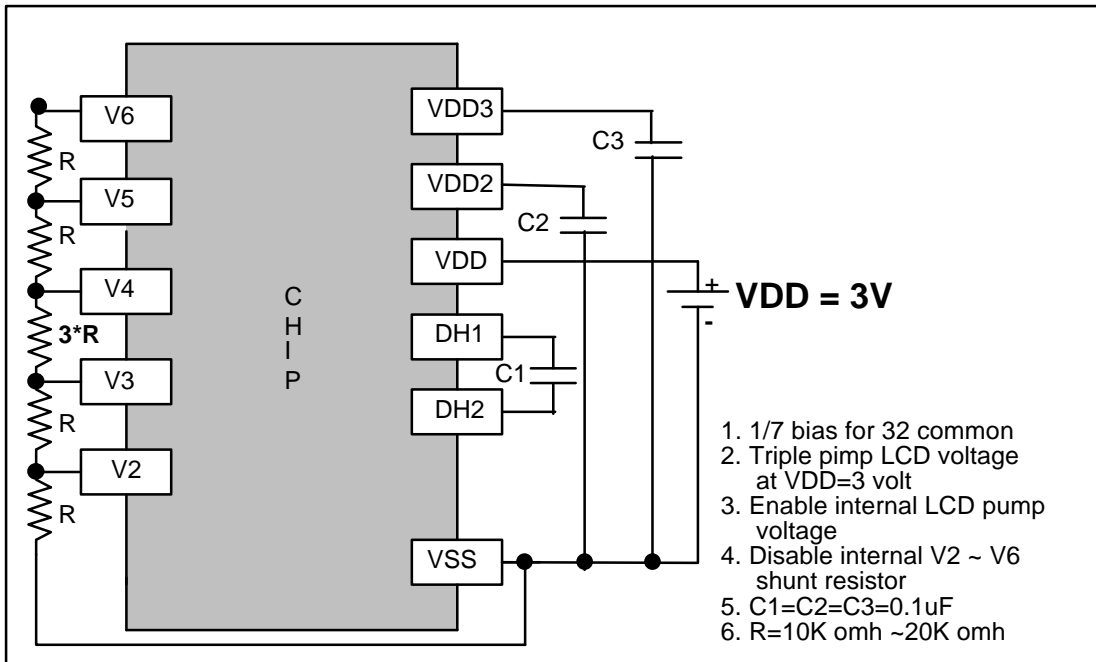 V6
R
V5
R
V4
3*R
V3
R
V2
R
C
H
I
P
VDD3
C3
VDD2
C2
VDD
+
VDD = 3V
-
DH1
C1
DH2
VSS
1. 1/7 bias for 32 common
2. Triple pimp LCD voltage
at VDD=3 volt
3. Enable internal LCD pump
voltage
4. Disable internal V2 ~ V6
shunt resistor
5. C1=C2=C3=0.1uF
6. R=10K omh ~20K omh